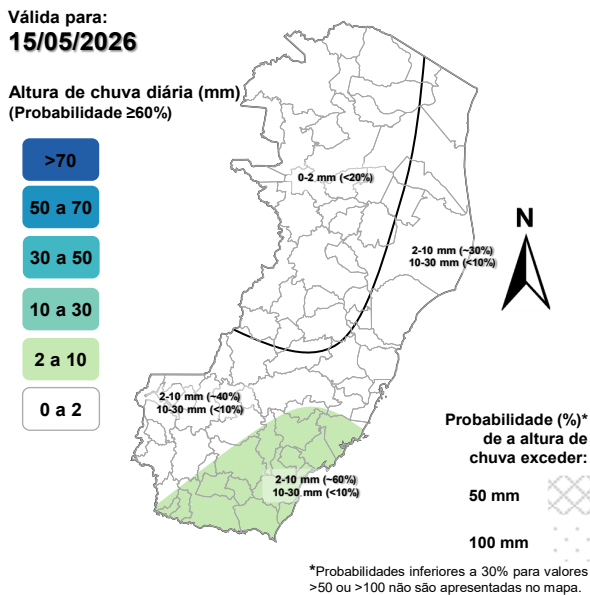 Válida para:
15/05/2026
Altura de chuva diária (mm)
(Probabilidade ≥60%)
>70
50 a 70
30 a 50
10 a 30
2 a 10
0 a 2
0-2 mm (<20%)
2-10 mm (~30%)
10-30 mm (<10%)
N
2-10 mm (~40%)
10-30 mm (<10%)
2-10 mm (~60%)
10-30 mm (<10%)
Probabilidade (%)*
de a altura de
chuva exceder:
50 mm
100 mm
*Probabilidades inferiores a 30% para valores
>50 ou >100 não são apresentadas no mapa.